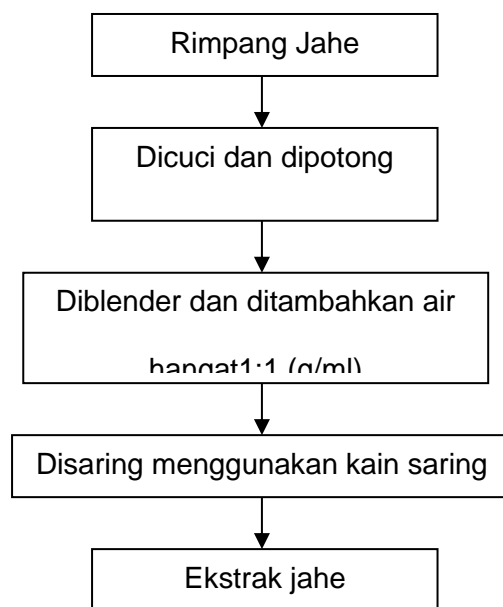 Rimpang Jahe
Dicuci dan dipotong
Diblender dan ditambahkan air
hangat1:1 (g/ml)
Disaring menggunakan kain saring
Ekstrak jahe